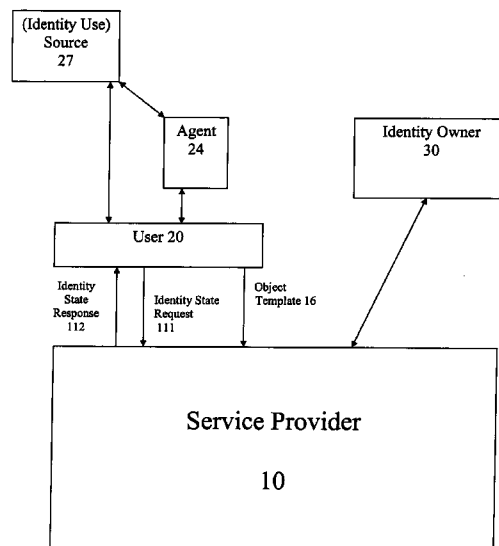 (Identity Use)
Source
27
Agent
24
Identity Owner
30
User 20
Identity
State
Response
112
Identity State
Request
111
Object
Template 16
Service Provider
10